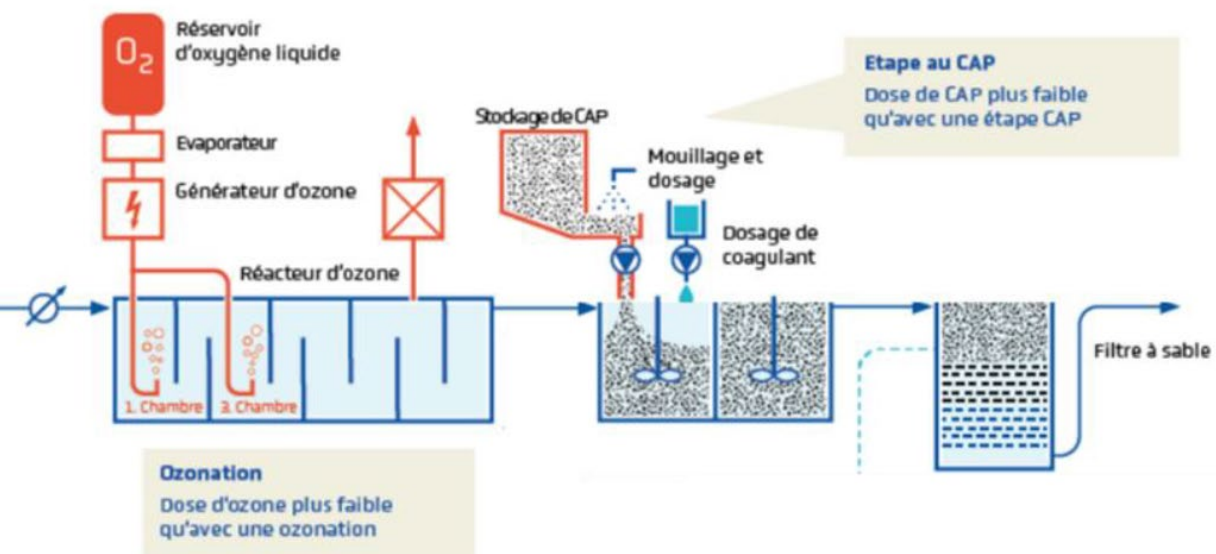 O2
Réservoir
d'oxygène liquide
Evaporateur
Générateur d'ozone
Réacteur d'ozone
1. Chambre
3. Chambre
Ozonation
Dose d'ozone plus faible
qu'avec une ozonation
Stockage de CAP
Mouillage et
dosage
Dosage de
coagulant
Etape au CAP
Dose de CAP plus faible
qu'avec une étape CAP
Filtre à sable